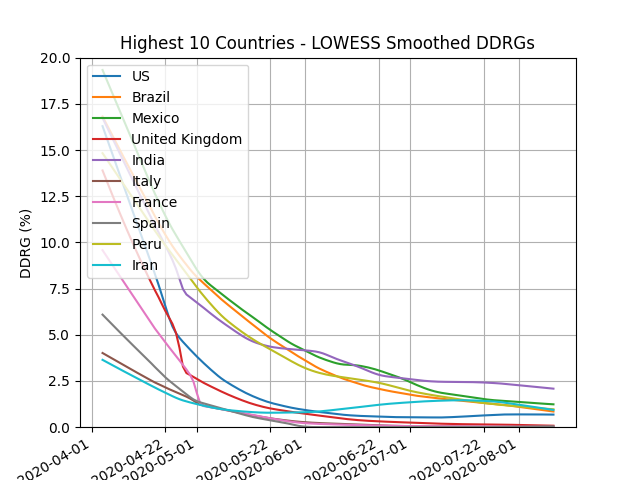 Highest 10 Countries - LOWESS Smoothed DDRGs
DDRG (%)
20.0
17.5
15.0
12.5
10.0
7.5
5.0
2.5
0.0
US
Brazil
Mexico
United Kingdom
India
Italy
France
Spain
Peru
Iran
2020-04-01
2020-04-22
2020-05-01
2020-05-22
2020-06-01
2020-06-22
2020-07-01
2020-07-22
2020-08-01